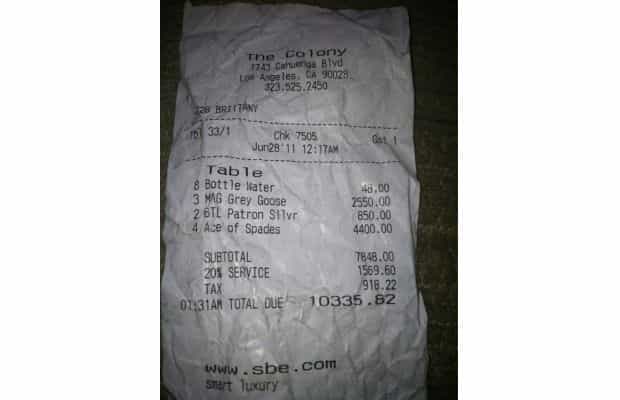 The Colony
1743 Cahuenga Blvd
Los Angeles, CA 90028
323.525.2450
328 BRITTANY
Tbl 33/1 Chk 7505 Gst 1
Jun28'11 12:17AM
Table
8 Bottle Water 48.00
3 MAG Grey Goose 2550.00
2 BTL Patron Silvr 850.00
4 Ace of Spades 4400.00
SUBTOTAL 7848.00
20% SERVICE 1569.60
TAX 918.22
01:31AM TOTAL DUE 10335.82
www.sbe.com
smart luxury